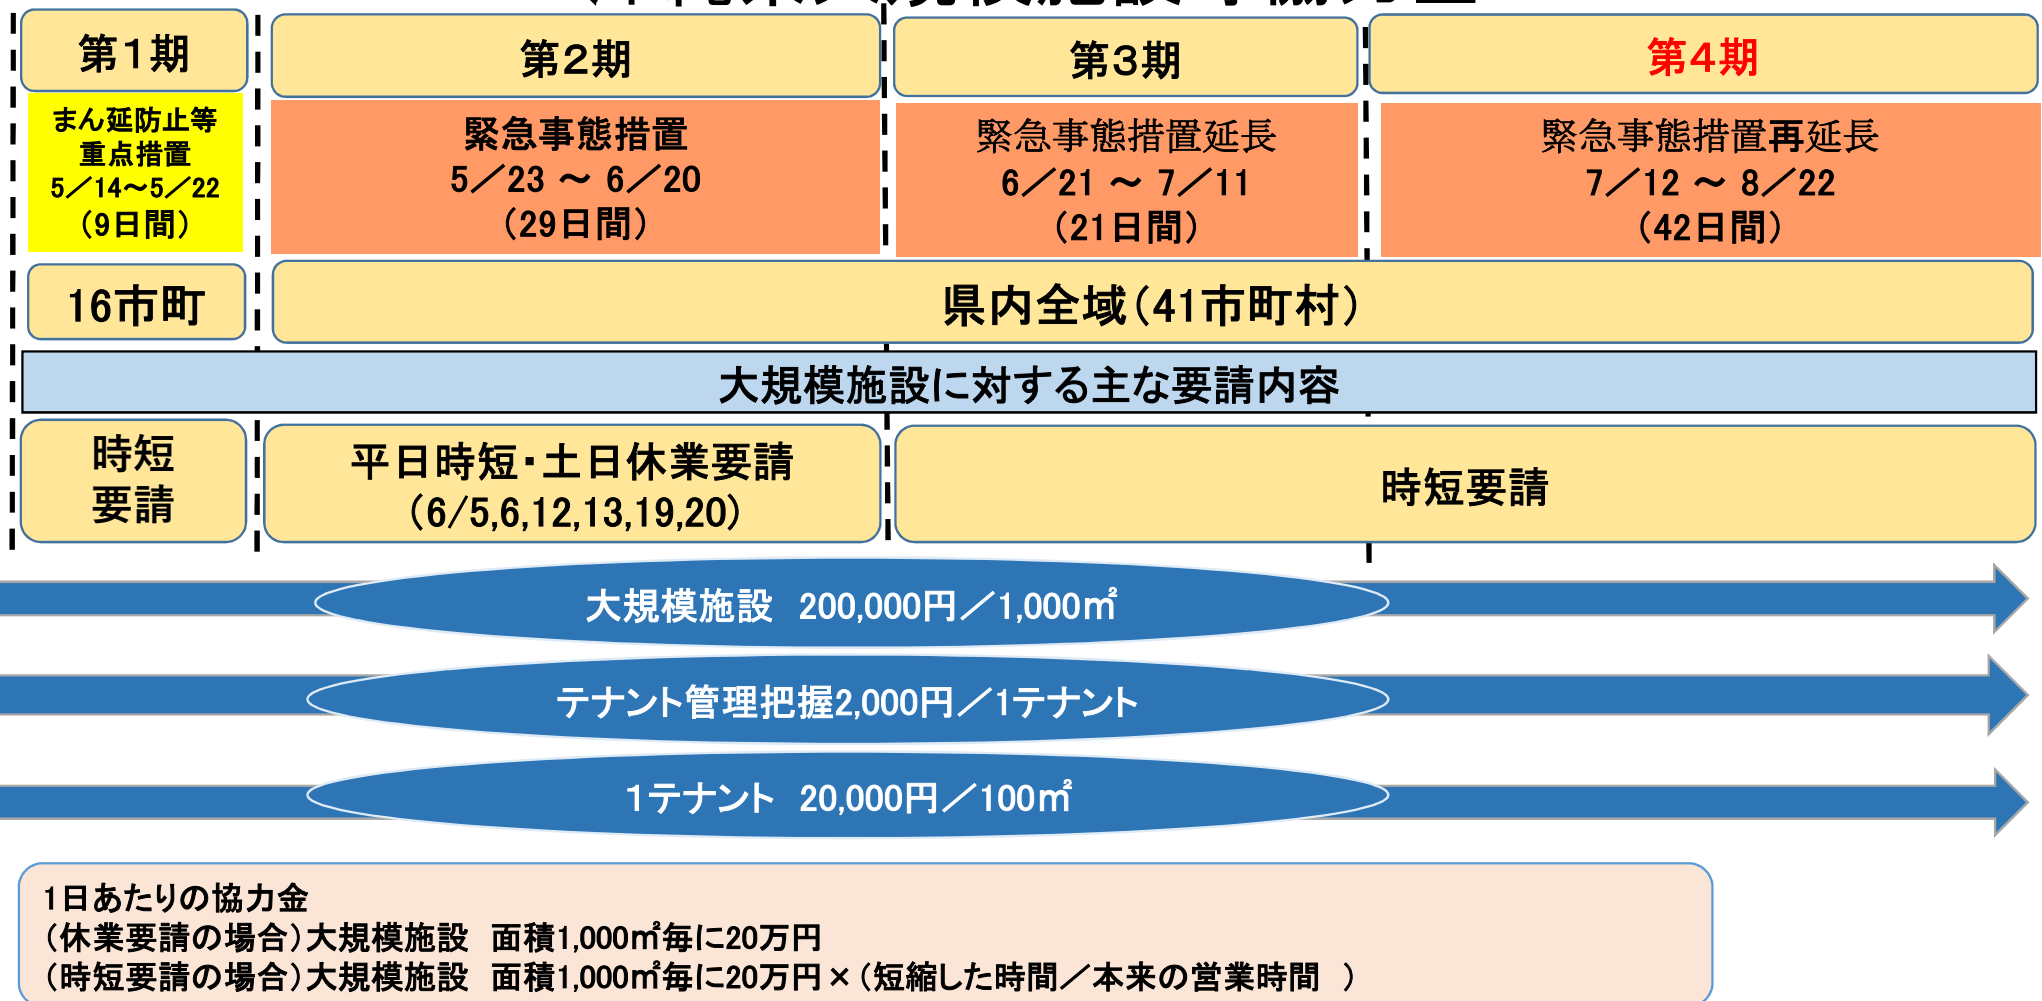 第１期
第２期
第３期
第４期
まん延防止等
重点措置
5／14～5／22
（9日間）
緊急事態措置
5／23 ～ 6／20
（29日間）
緊急事態措置延長
6／21 ～ 7／11
（21日間）
緊急事態措置再延長
7／12 ～ 8／22
（42日間）
16市町
県内全域（41市町村）
大規模施設に対する主な要請内容
時短
要請
平日時短・土日休業要請
（6/5,6,12,13,19,20）
時短要請
大規模施設　200,000円／1,000㎡
テナント管理把握2,000円／1テナント
１テナント　20,000円／100㎡
1日あたりの協力金
（休業要請の場合）大規模施設　面積1,000㎡毎に20万円
（時短要請の場合）大規模施設　面積1,000㎡毎に20万円×（短縮した時間／本来の営業時間　）